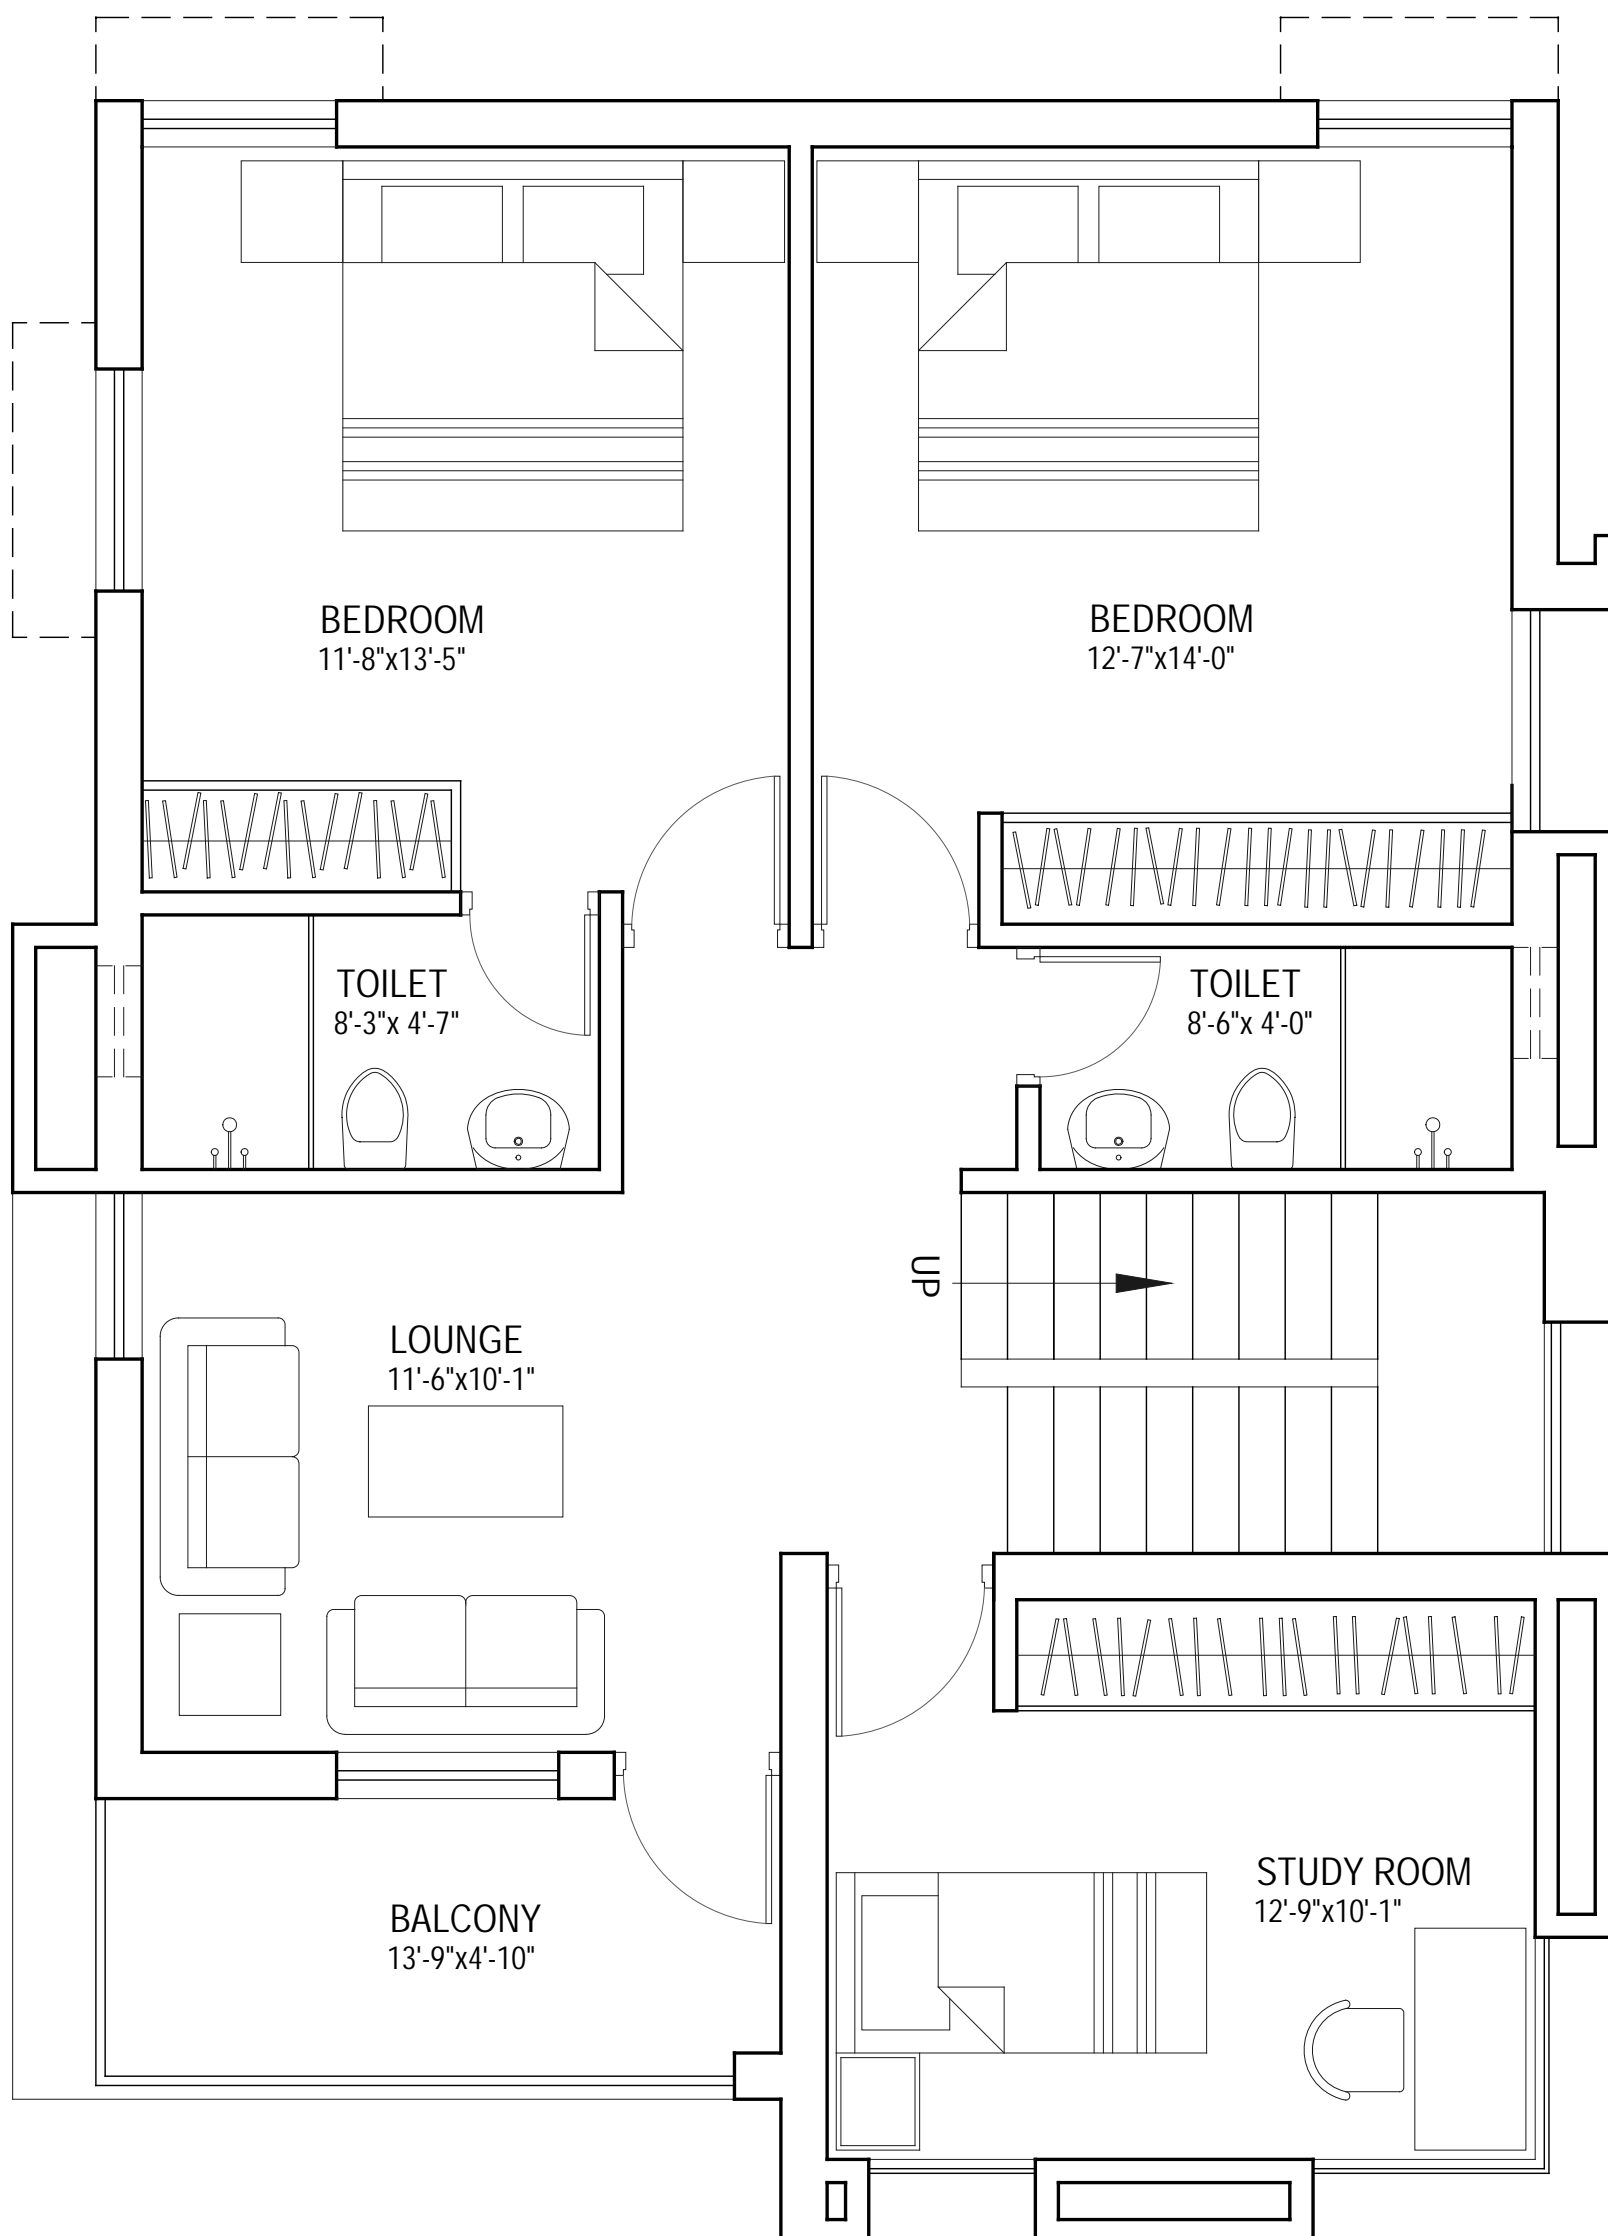 BEDROOM
11'-8"x13'-5"
BEDROOM
12'-7"x14'-0"
TOILET
8'-3"x 4'-7"
TOILET
8'-6"x 4'-0"
UP
LOUNGE
11'-6"x10'-1"
STUDY ROOM
12'-9"x10'-1"
BALCONY
13'-9"x4'-10"